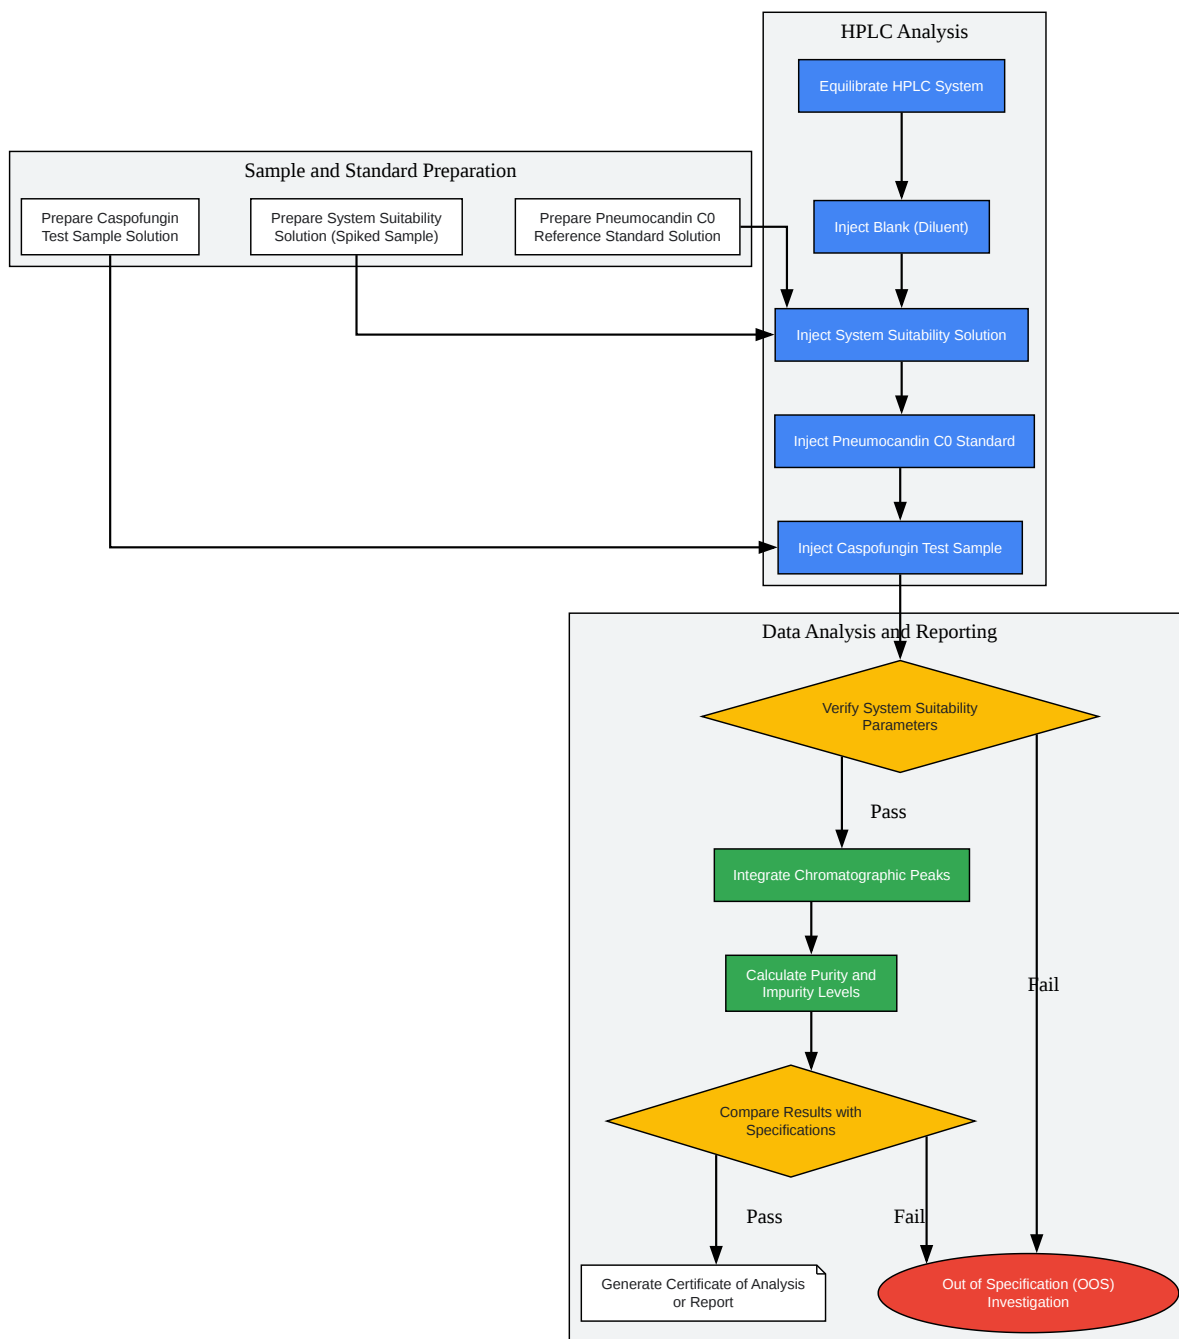 HPLC Analysis
Equilibrate HPLC System
Sample and Standard Preparation
Prepare Caspofungin
Test Sample Solution
Prepare System Suitability
Solution (Spiked Sample)
Prepare Pneumocandin C0
Reference Standard Solution
Inject Blank (Diluent)
Inject System Suitability Solution
Inject Pneumocandin C0 Standard
Inject Caspofungin Test Sample
Data Analysis and Reporting
Verify System Suitability
Parameters
Pass
Integrate Chromatographic Peaks
Calculate Purity and
Impurity Levels
Fail
Compare Results with
Specifications
Pass
Fail
Generate Certificate of Analysis
or Report
Out of Specification (OOS)
Investigation